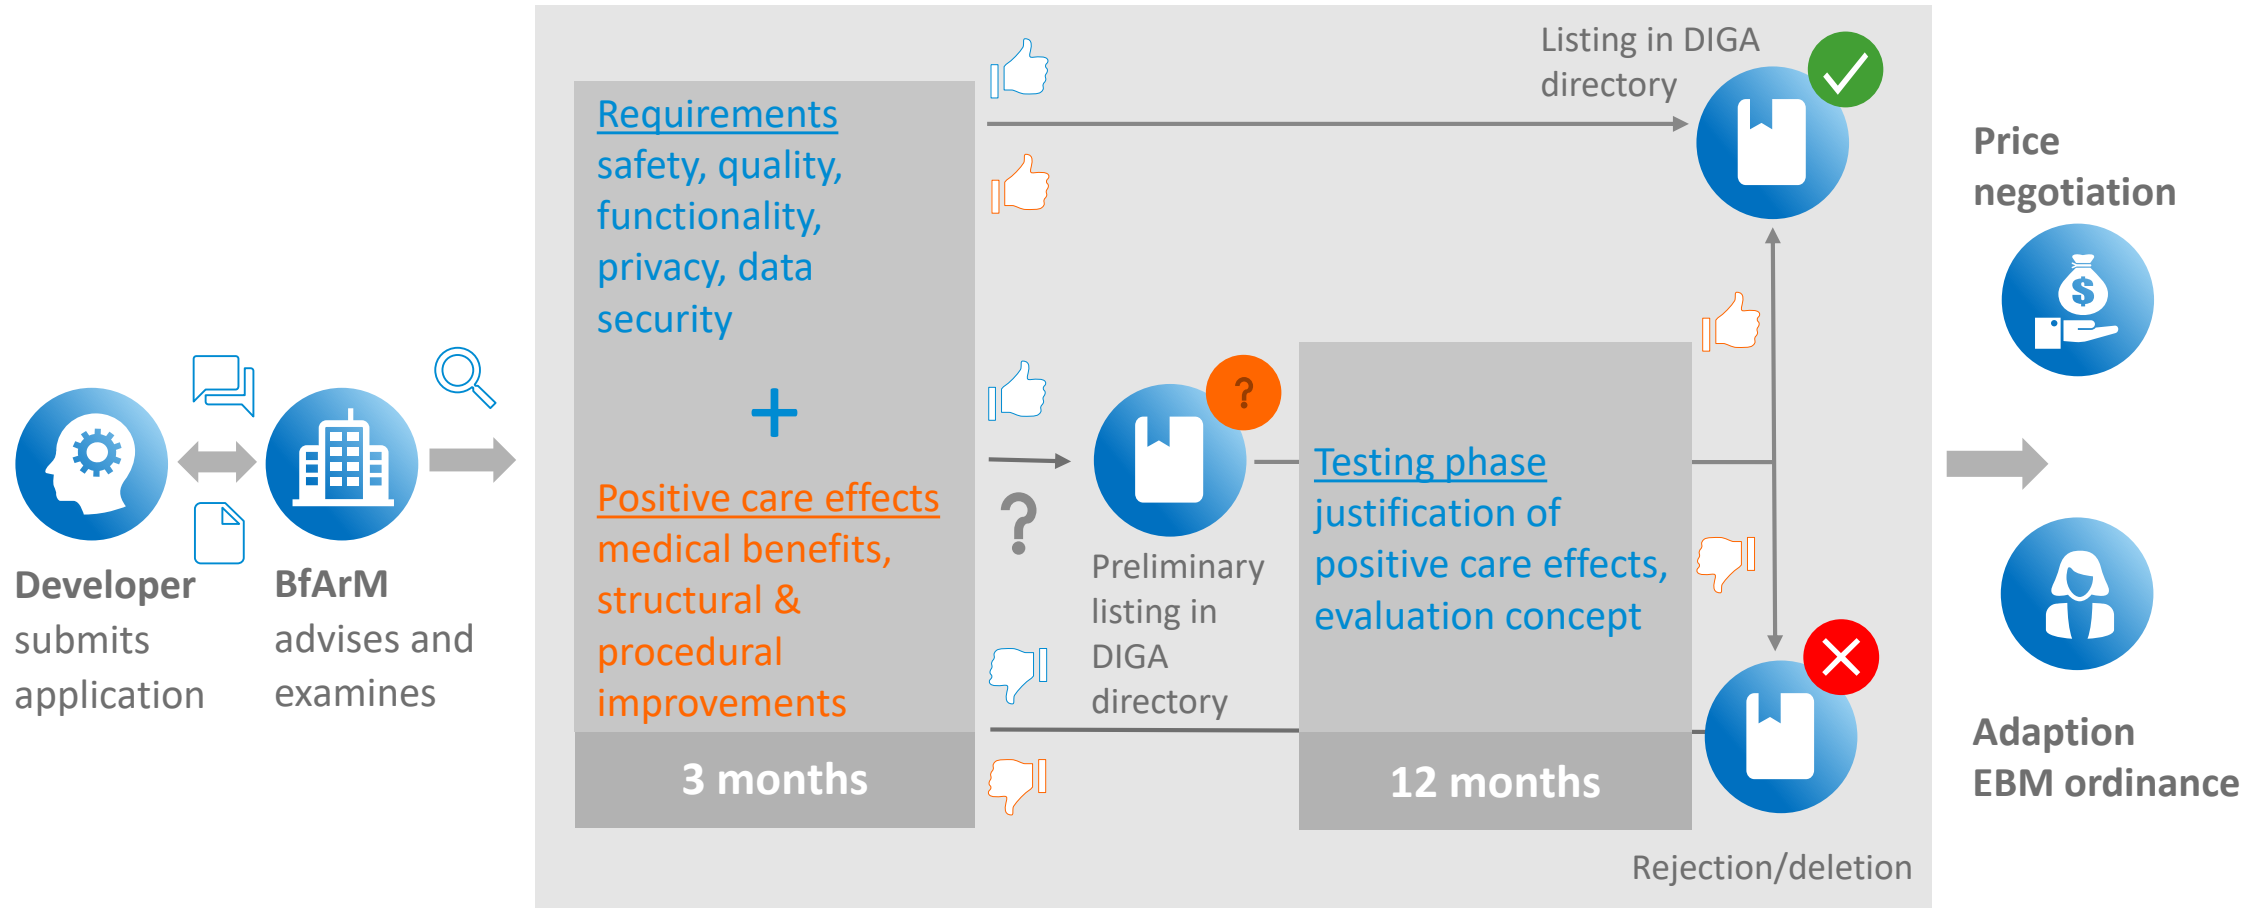 Developer
submits
application
BfArM
advises and
examines
Requirements
safety, quality,
functionality,
privacy, data
security
+
Positive care effects
medical benefits,
structural &
procedural
improvements
3 months
?
?
Preliminary
listing in
DIGA
directory
Testing phase
justification of
positive care effects,
evaluation concept
12 months
Listing in DIGA
directory
Rejection/deletion
Price
negotiation
$
Adaption
EBM ordinance